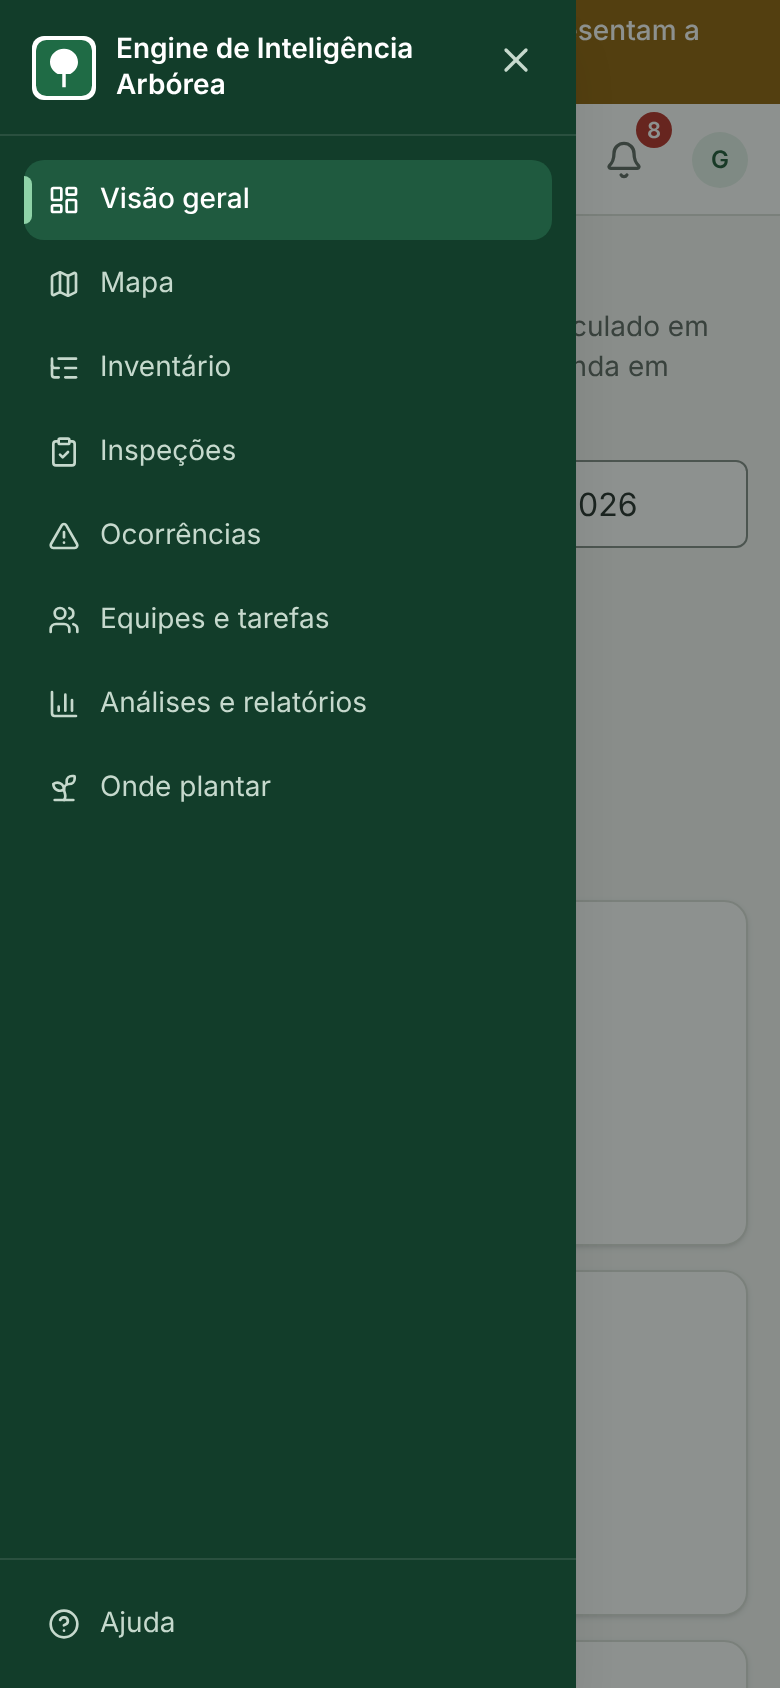 Engine de Inteligência
Arbórea
sentam a
8
G
Visão geral
Mapa
culado em
Inventário
nda em
Inspeções
026
Ocorrências
Equipes e tarefas
Análises e relatórios
Onde plantar
Ajuda